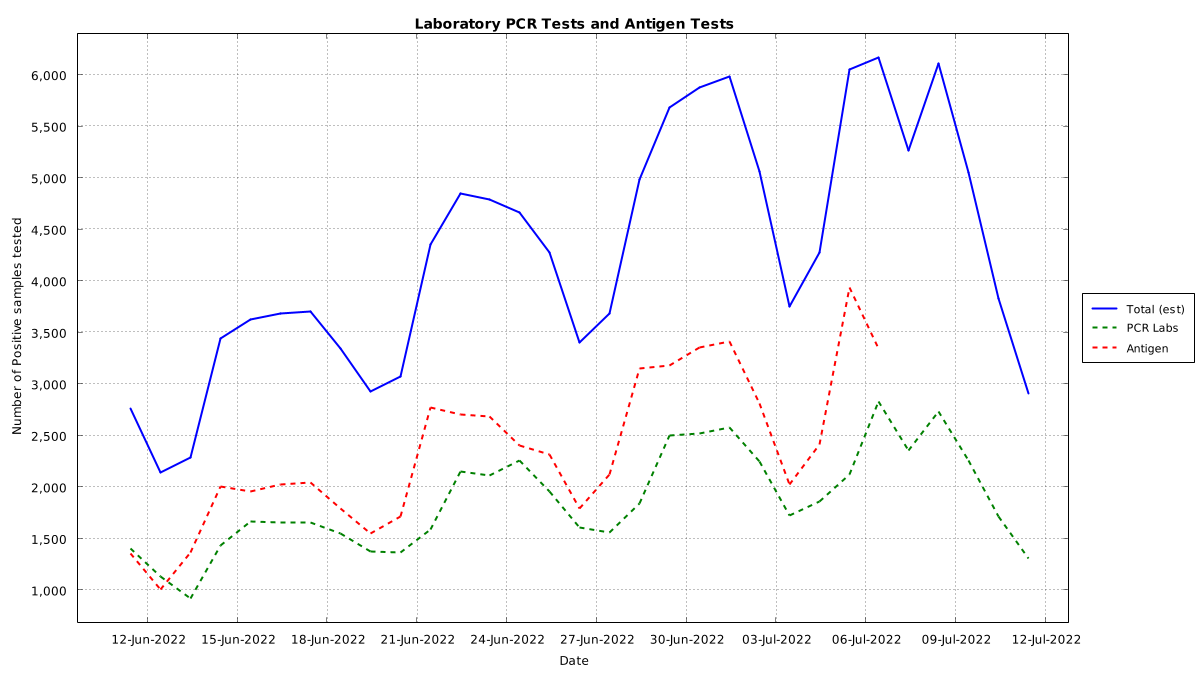 Laboratory PCR Tests and Antigen Tests
Number of Positive samples tested
6,000
5,500
5,000
4,500
4,000
3,500
3,000
2,500
2,000
1,500
1,000
12-Jun-2022 15-Jun-2022 18-Jun-2022 21-Jun-2022 24-Jun-2022 27-Jun-2022 30-Jun-2022 03-Jul-2022 06-Jul-2022 09-Jul-2022 12-Jul-2022
Date
Total (est)
PCR Labs
Antigen